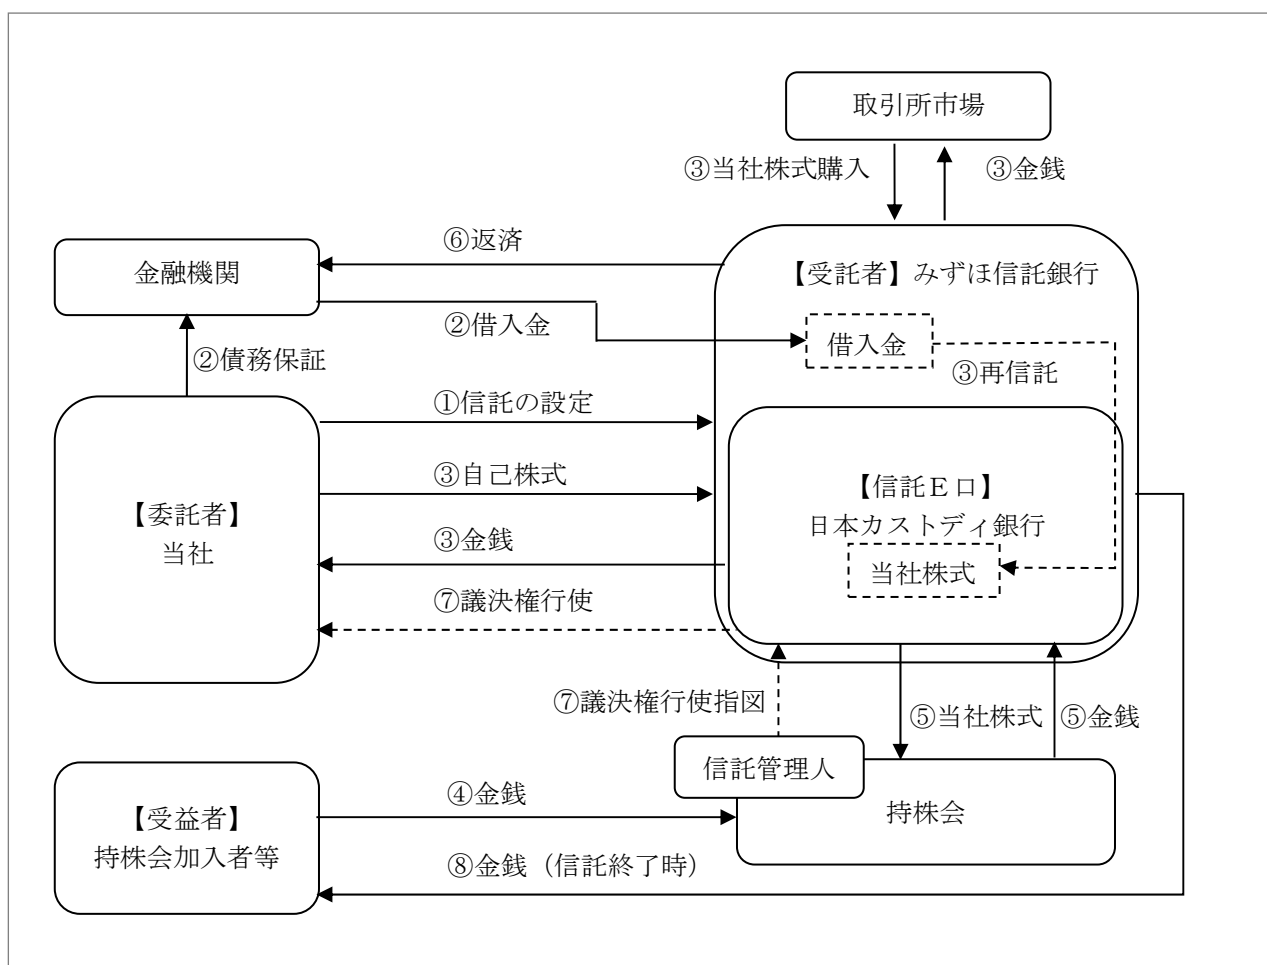 取引所市場
③当社株式購入
③金銭
⑥返済
金融機関
【受託者】みずほ信託銀行
②借入金
借入金
②債務保証
③再信託
①信託の設定
③自己株式
【信託Ｅ口】
日本カストディ銀行
【委託者】
当社
③金銭
当社株式
⑦議決権行使
⑦議決権行使指図
⑤当社株式
⑤金銭
信託管理人
④金銭
持株会
【受益者】
持株会加入者等
⑧金銭（信託終了時）